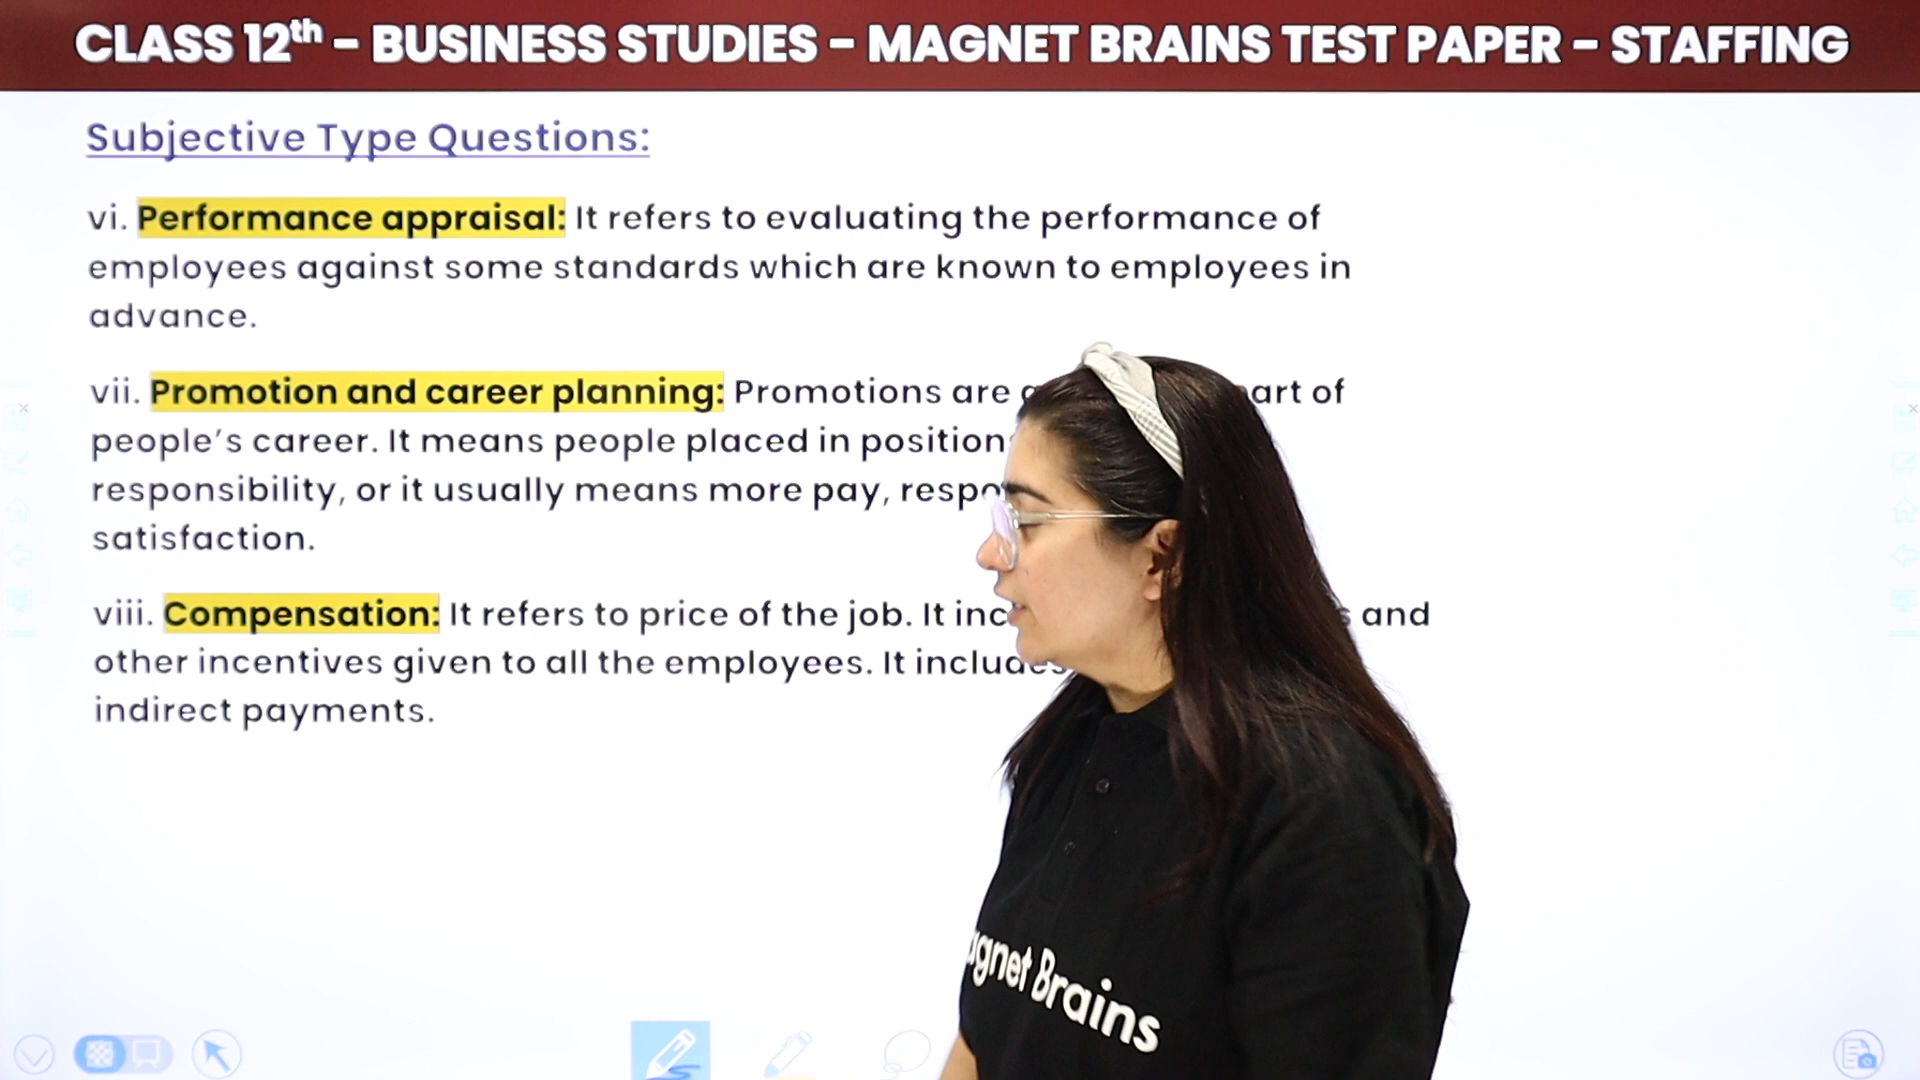 CLASS 12th – BUSINESS STUDIES – MAGNET BRAINS TEST PAPER – STAFFING
Subjective Type Questions:
vi. Performance appraisal: It refers to evaluating the performance of
employees against some standards which are known to employees in
advance.
vii. Promotion and career planning: Promotions are of
people’s career. It means people placed in
responsibility, or it usually means more pay,
satisfaction.
viii. Compensation: It refers to price of the job. It and
other incentives given to all the employees. It includes
indirect payments.
Brains